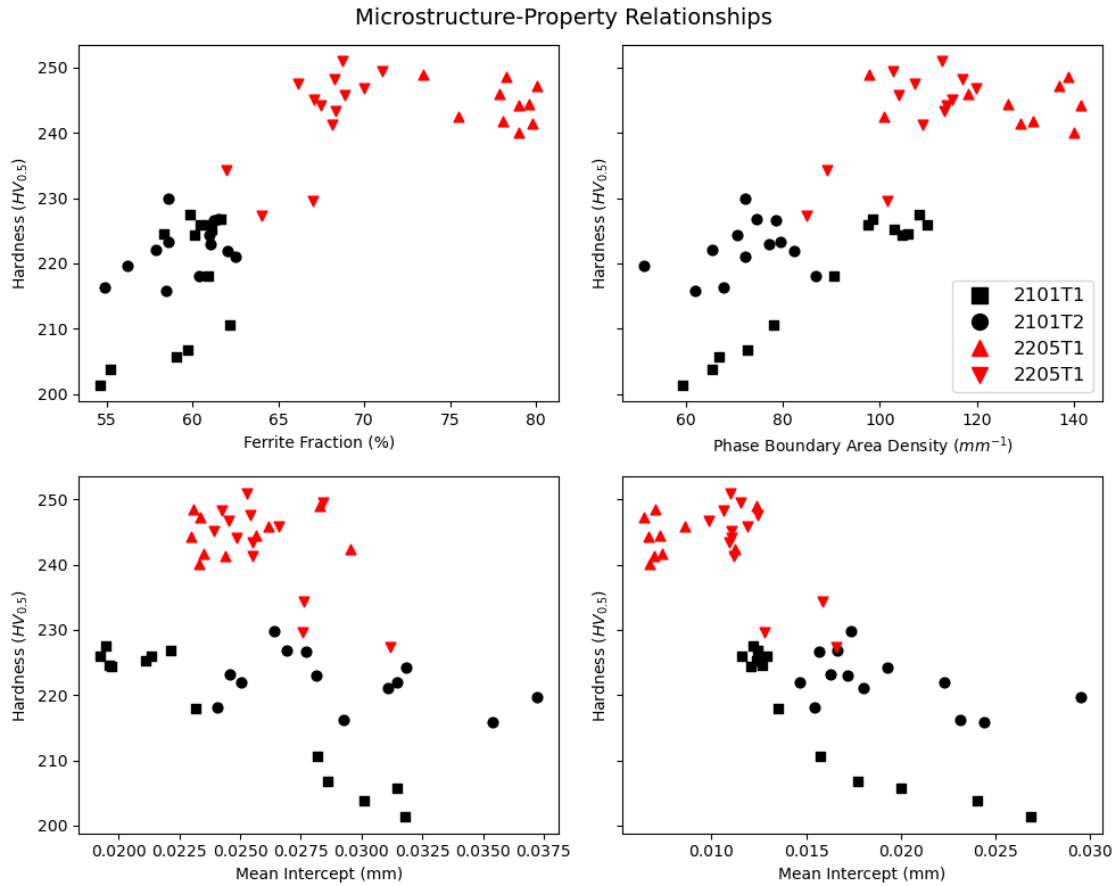 Microstructure-Property Relationships
250
240
230
220
210
200
Hardness (HV0.5)
55 60 65 70 75 80
Ferrite Fraction (%)
Hardness (HV0.5)
2101T1
2101T2
2205T1
2205T1
60 80 100 120 140
Phase Boundary Area Density (mm−1)
250
240
230
220
210
200
Hardness (HV0.5)
0.0200 0.0225 0.0250 0.0275 0.0300 0.0325 0.0350 0.0375
Mean Intercept (mm)
Hardness (HV0.5)
0.010 0.015 0.020 0.025 0.030
Mean Intercept (mm)